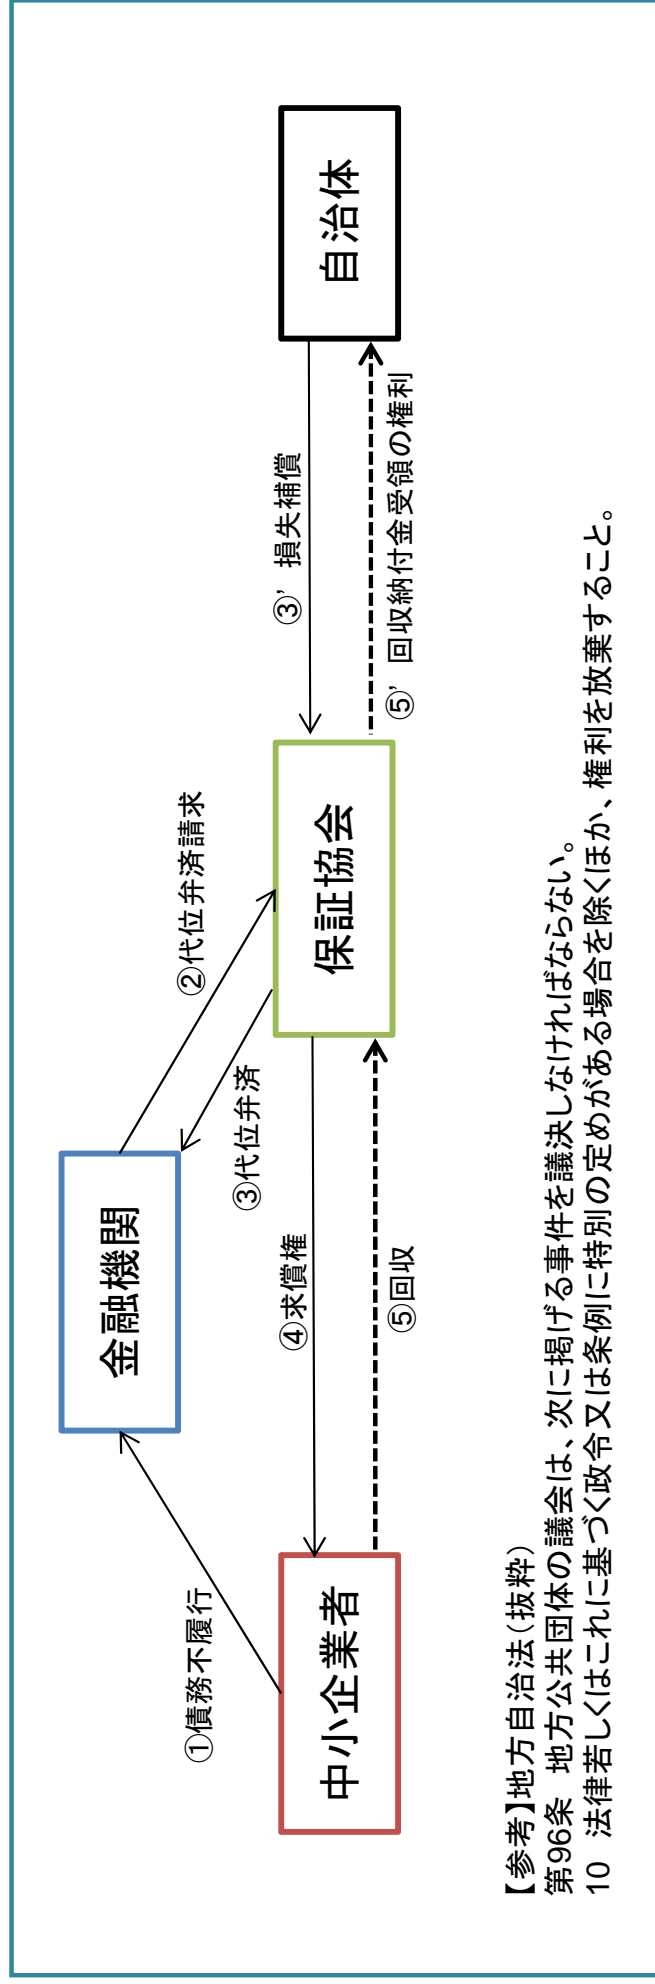 金融機関
①債務不履行
②代位弁済請求
③代位弁済
③’ 損失補償
中小企業者
保証協会
自治体
④求償権
⑤回収
⑤’ 回収納付金受領の権利
【参考】地方自治法（抜粋）
第96条　地方公共団体の議会は、次に掲げる事件を議決しなければならない。
10　法律若しくはこれに基づく政令又は条例に特別の定めがある場合を除くほか、権利を放棄すること。